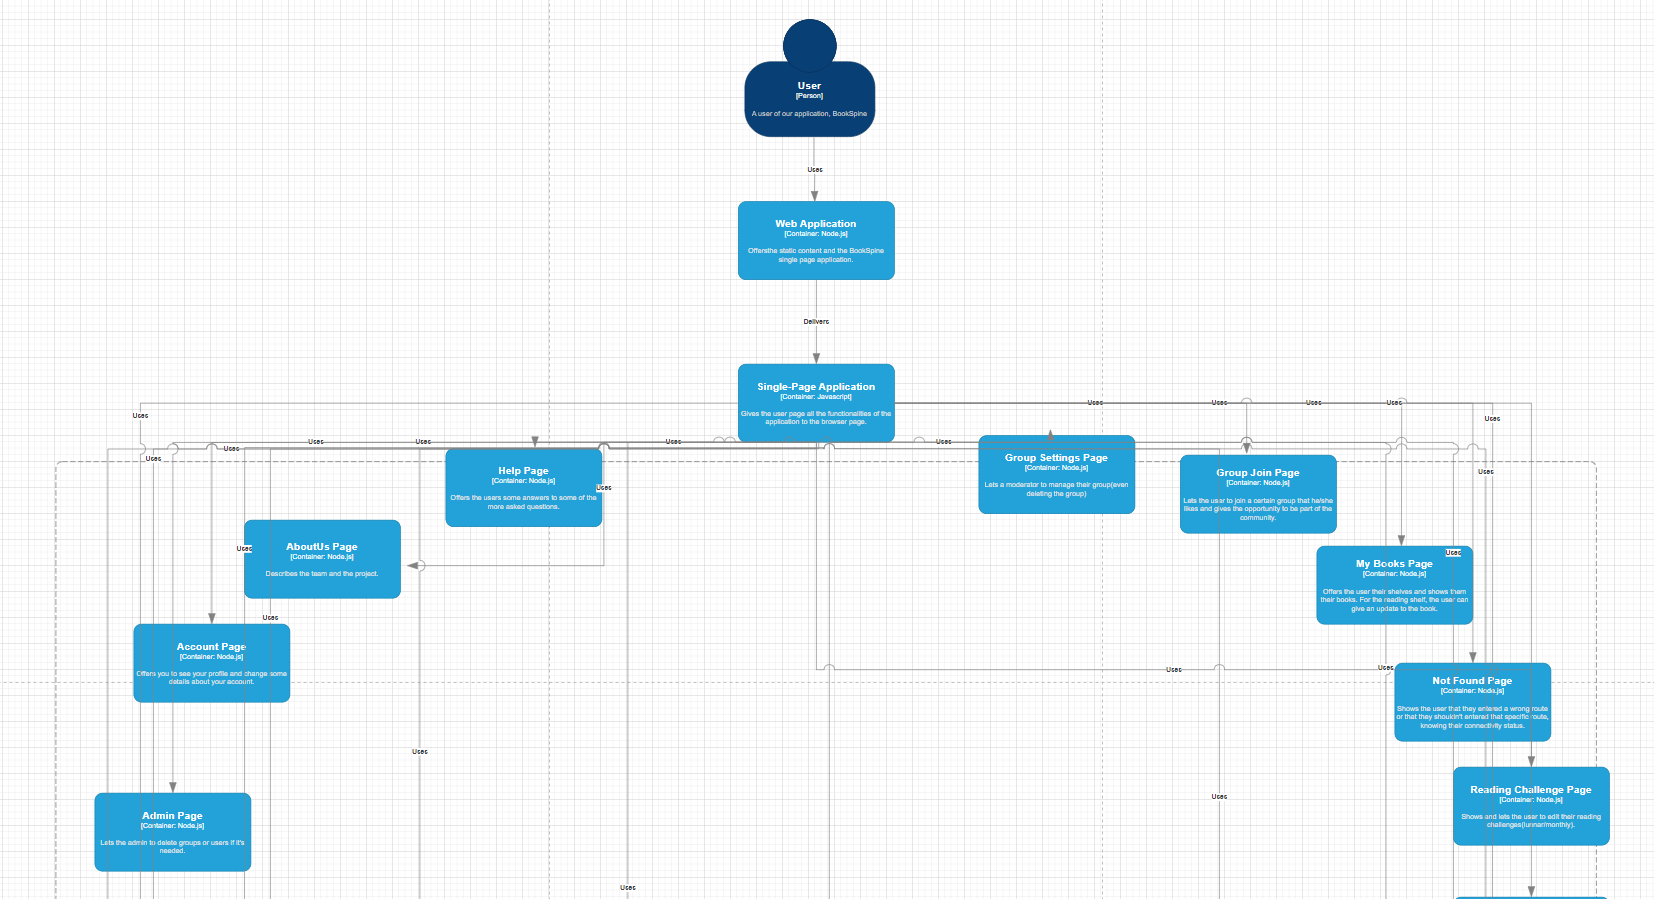 User
[Person]
A user of our application, BookSpine
Uses
Web Application
[Container: Node.js]
Offersthe static content and the BookSpine
single page application.
Delivers
Single-Page Application
[Container: Javascript]
Gives the user page all the functionalities of the
application to the browser page.
Uses
Uses
Uses
Uses
Uses
Uses
Uses
Uses
Uses
Uses
Uses
Uses
Uses
Help Page
[Container: Node.js]
Offers the users some answers to some of the
more asked questions.
Uses
Group Settings Page
[Container: Node.js]
Lets a moderator to manage their group(even
deleting the group)
Group Join Page
[Container: Node.js]
Lets the user to join a certain group that he/she
likes and gives the opportunity to be part of the
community.
Uses
AboutUs Page
[Container: Node.js]
Describes the team and the project.
Uses
Uses
My Books Page
[Container: Node.js]
Offers the user their shelves and shows them
their books. For the reading shelf, the user can
give an update to the book.
Uses
Account Page
[Container: Node.js]
Offers you to see your profile and change some
details about your account.
Uses
Uses
Not Found Page
[Container: Node.js]
Shows the user that they entered a wrong route
or that they shouldn't entered that specific route,
knowing their connectivity status.
Uses
Uses
Reading Challenge Page
[Container: Node.js]
Shows and lets the user to edit their reading
challenges(lunnar/monthly).
Admin Page
[Container: Node.js]
Lets the admin to delete groups or users if it's
needed.
Uses